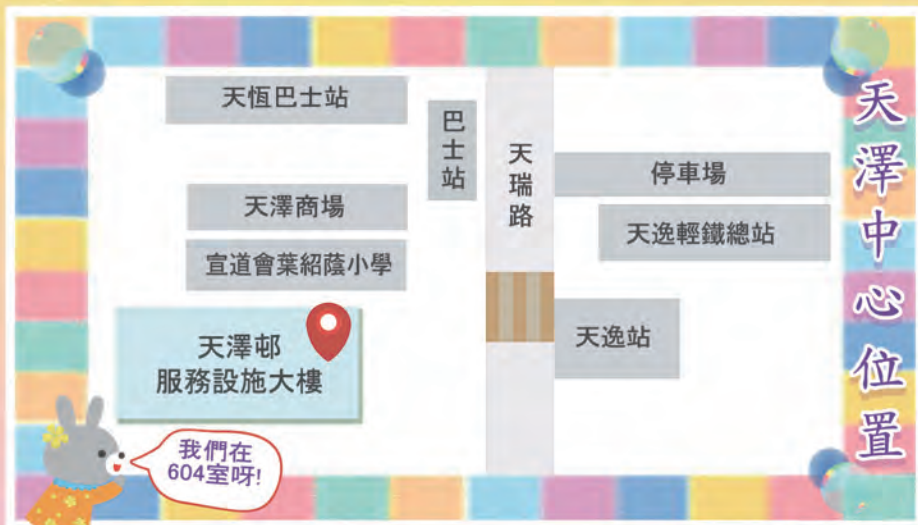 天澤中心位置
天恆巴士站
巴士站
天瑞路
停車場
天澤商場
天逸輕鐵總站
宣道會葉紹蔭小學
天逸站
天澤邨
服務設施大樓
我們在
604室呀!